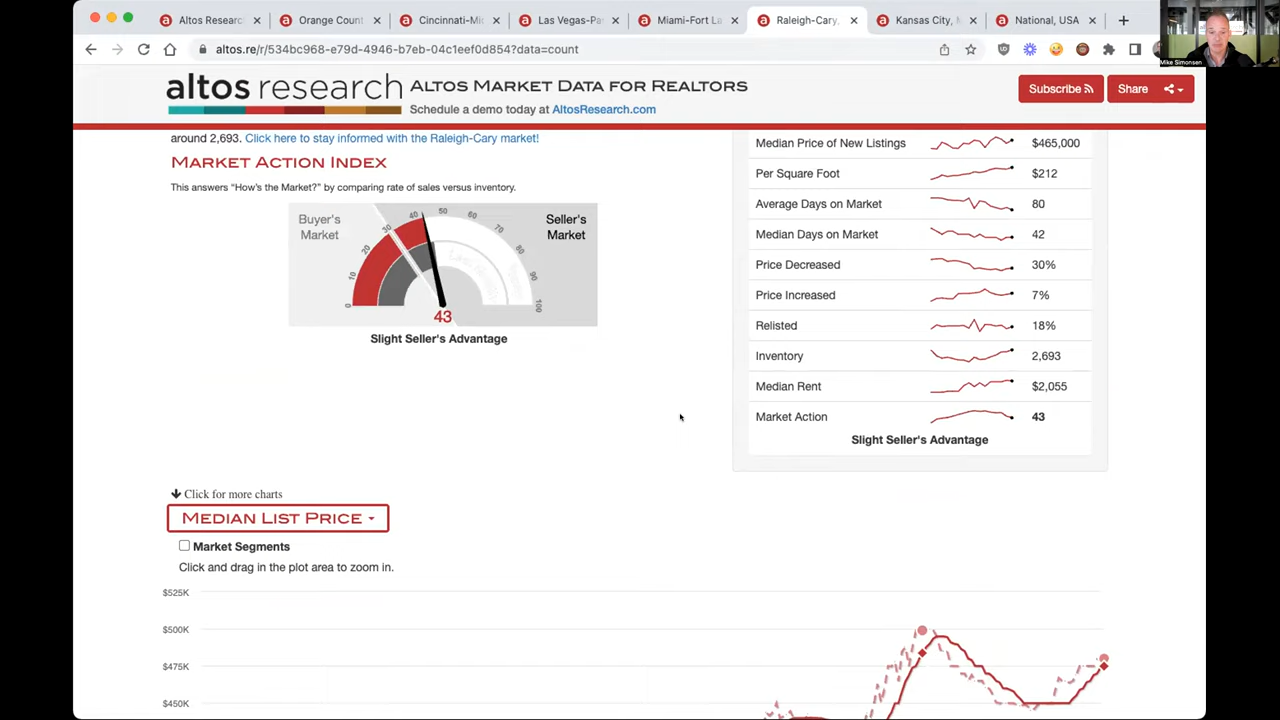 Altos Researc
Orange Count
Cincinnati-Mi
Las Vegas-Pa
Miami-Fort La
Raleigh-Cary,
Kansas City, M
National, USA
altos.re/r/534bc968-e79d-4946-b7eb-04c1eef0d854?data=count
Mike Simonsen
altos research
ALTOS MARKET DATA FOR REALTORS
Schedule a demo today at AltosResearch.com
Subscribe
Share
around 2,693. Click here to stay informed with the Raleigh-Cary market!
MARKET ACTION INDEX
This answers “How's the Market?” by comparing rate of sales versus inventory.
Buyer's
Market
Seller's
Market
0
10
20
30
40
50
60
70
80
90
100
43
Slight Seller's Advantage
Median Price of New Listings $465,000
Per Square Foot $212
Average Days on Market 80
Median Days on Market 42
Price Decreased 30%
Price Increased 7%
Relisted 18%
Inventory 2,693
Median Rent $2,055
Market Action 43
Slight Seller's Advantage
Click for more charts
MEDIAN LIST PRICE
Market Segments
Click and drag in the plot area to zoom in.
$525K
$500K
$475K
$450K